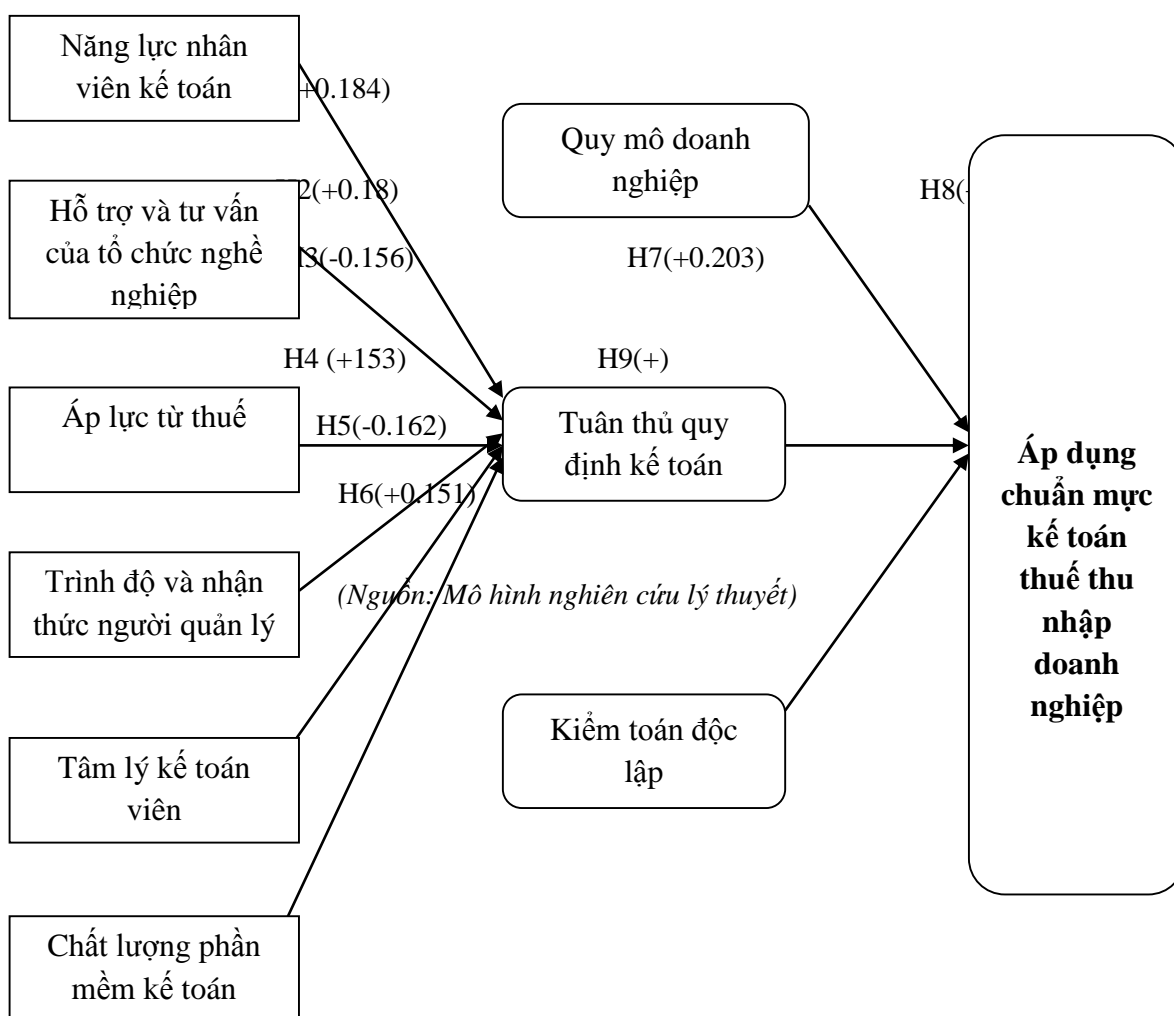 Năng lực nhân
viên kế toán
+0.184)
Quy mô doanh
nghiệp
2(+0.18)
H8(
Hỗ trợ và tư vấn
của tổ chức nghề
nghiệp
3(-0.156)
H7(+0.203)
H4 (+153)
H9(+)
Áp lực từ thuế
H5(-0.162)
Tuân thủ quy
định kế toán
H6(+0.151)
Áp dụng
chuẩn mực
kế toán
thuế thu
nhập
doanh
nghiệp
Trình độ và nhận
thức người quản lý
(Nguồn: Mô hình nghiên cứu lý thuyết)
Kiểm toán độc
lập
Tâm lý kế toán
viên
Chất lượng phần
mềm kế toán